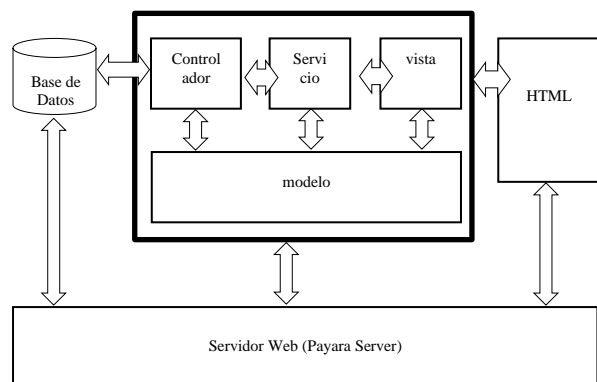 Control
ador
Servi
cio
vista
Base de
Datos
HTML
modelo
Servidor Web (Payara Server)